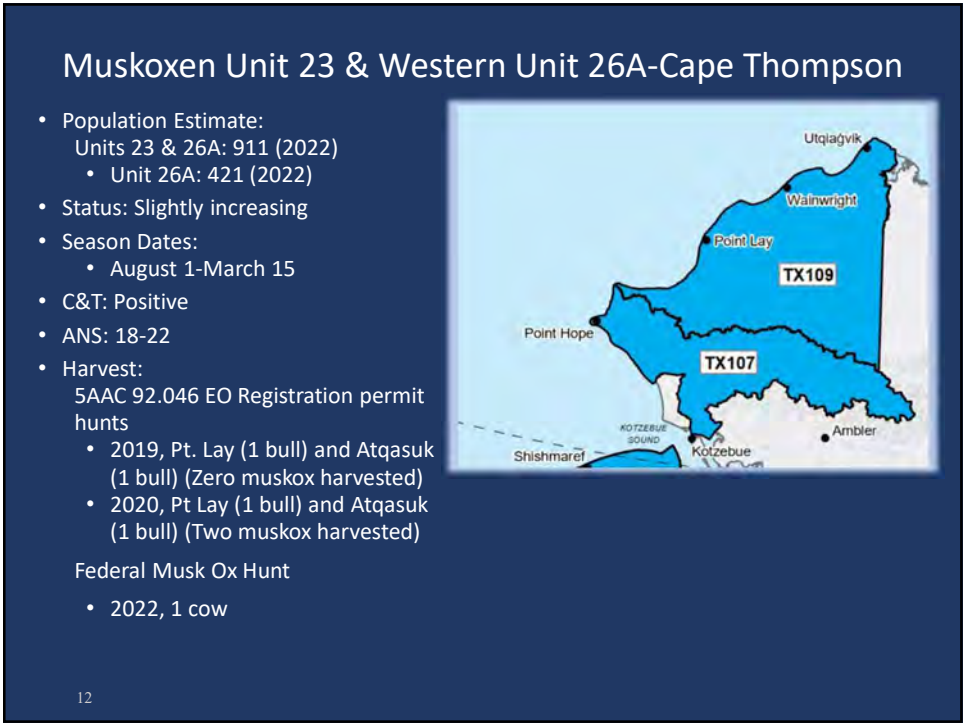 Muskoxen Unit 23 & Western Unit 26A-Cape Thompson
• Population Estimate:
Units 23 & 26A: 911 (2022)
• Unit 26A: 421 (2022)
• Status: Slightly increasing
• Season Dates:
• August 1-March 15
• C&T: Positive
• ANS: 18-22
• Harvest:
5AAC 92.046 EO Registration permit
hunts
• 2019, Pt. Lay (1 bull) and Atqasuk
(1 bull) (Zero muskox harvested)
• 2020, Pt Lay (1 bull) and Atqasuk
(1 bull) (Two muskox harvested)
Federal Musk Ox Hunt
• 2022, 1 cow
Utqiaġvik
Wainwright
Point Lay
TX109
Point Hope
TX107
KOTZEBUE
SOUND
Ambler
Shishmaref
Kotzebue
12